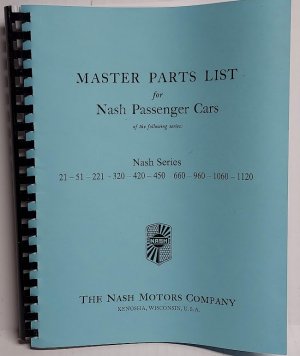 MASTER PARTS LIST
for
Nash Passenger Cars
of the following series:
Nash Series
21 – 51 – 221 – 320 – 420 – 450 660 – 960 – 1060 – 1120
NASH
THE NASH MOTORS COMPANY
KENOSHA, WISCONSIN, U.S.A.